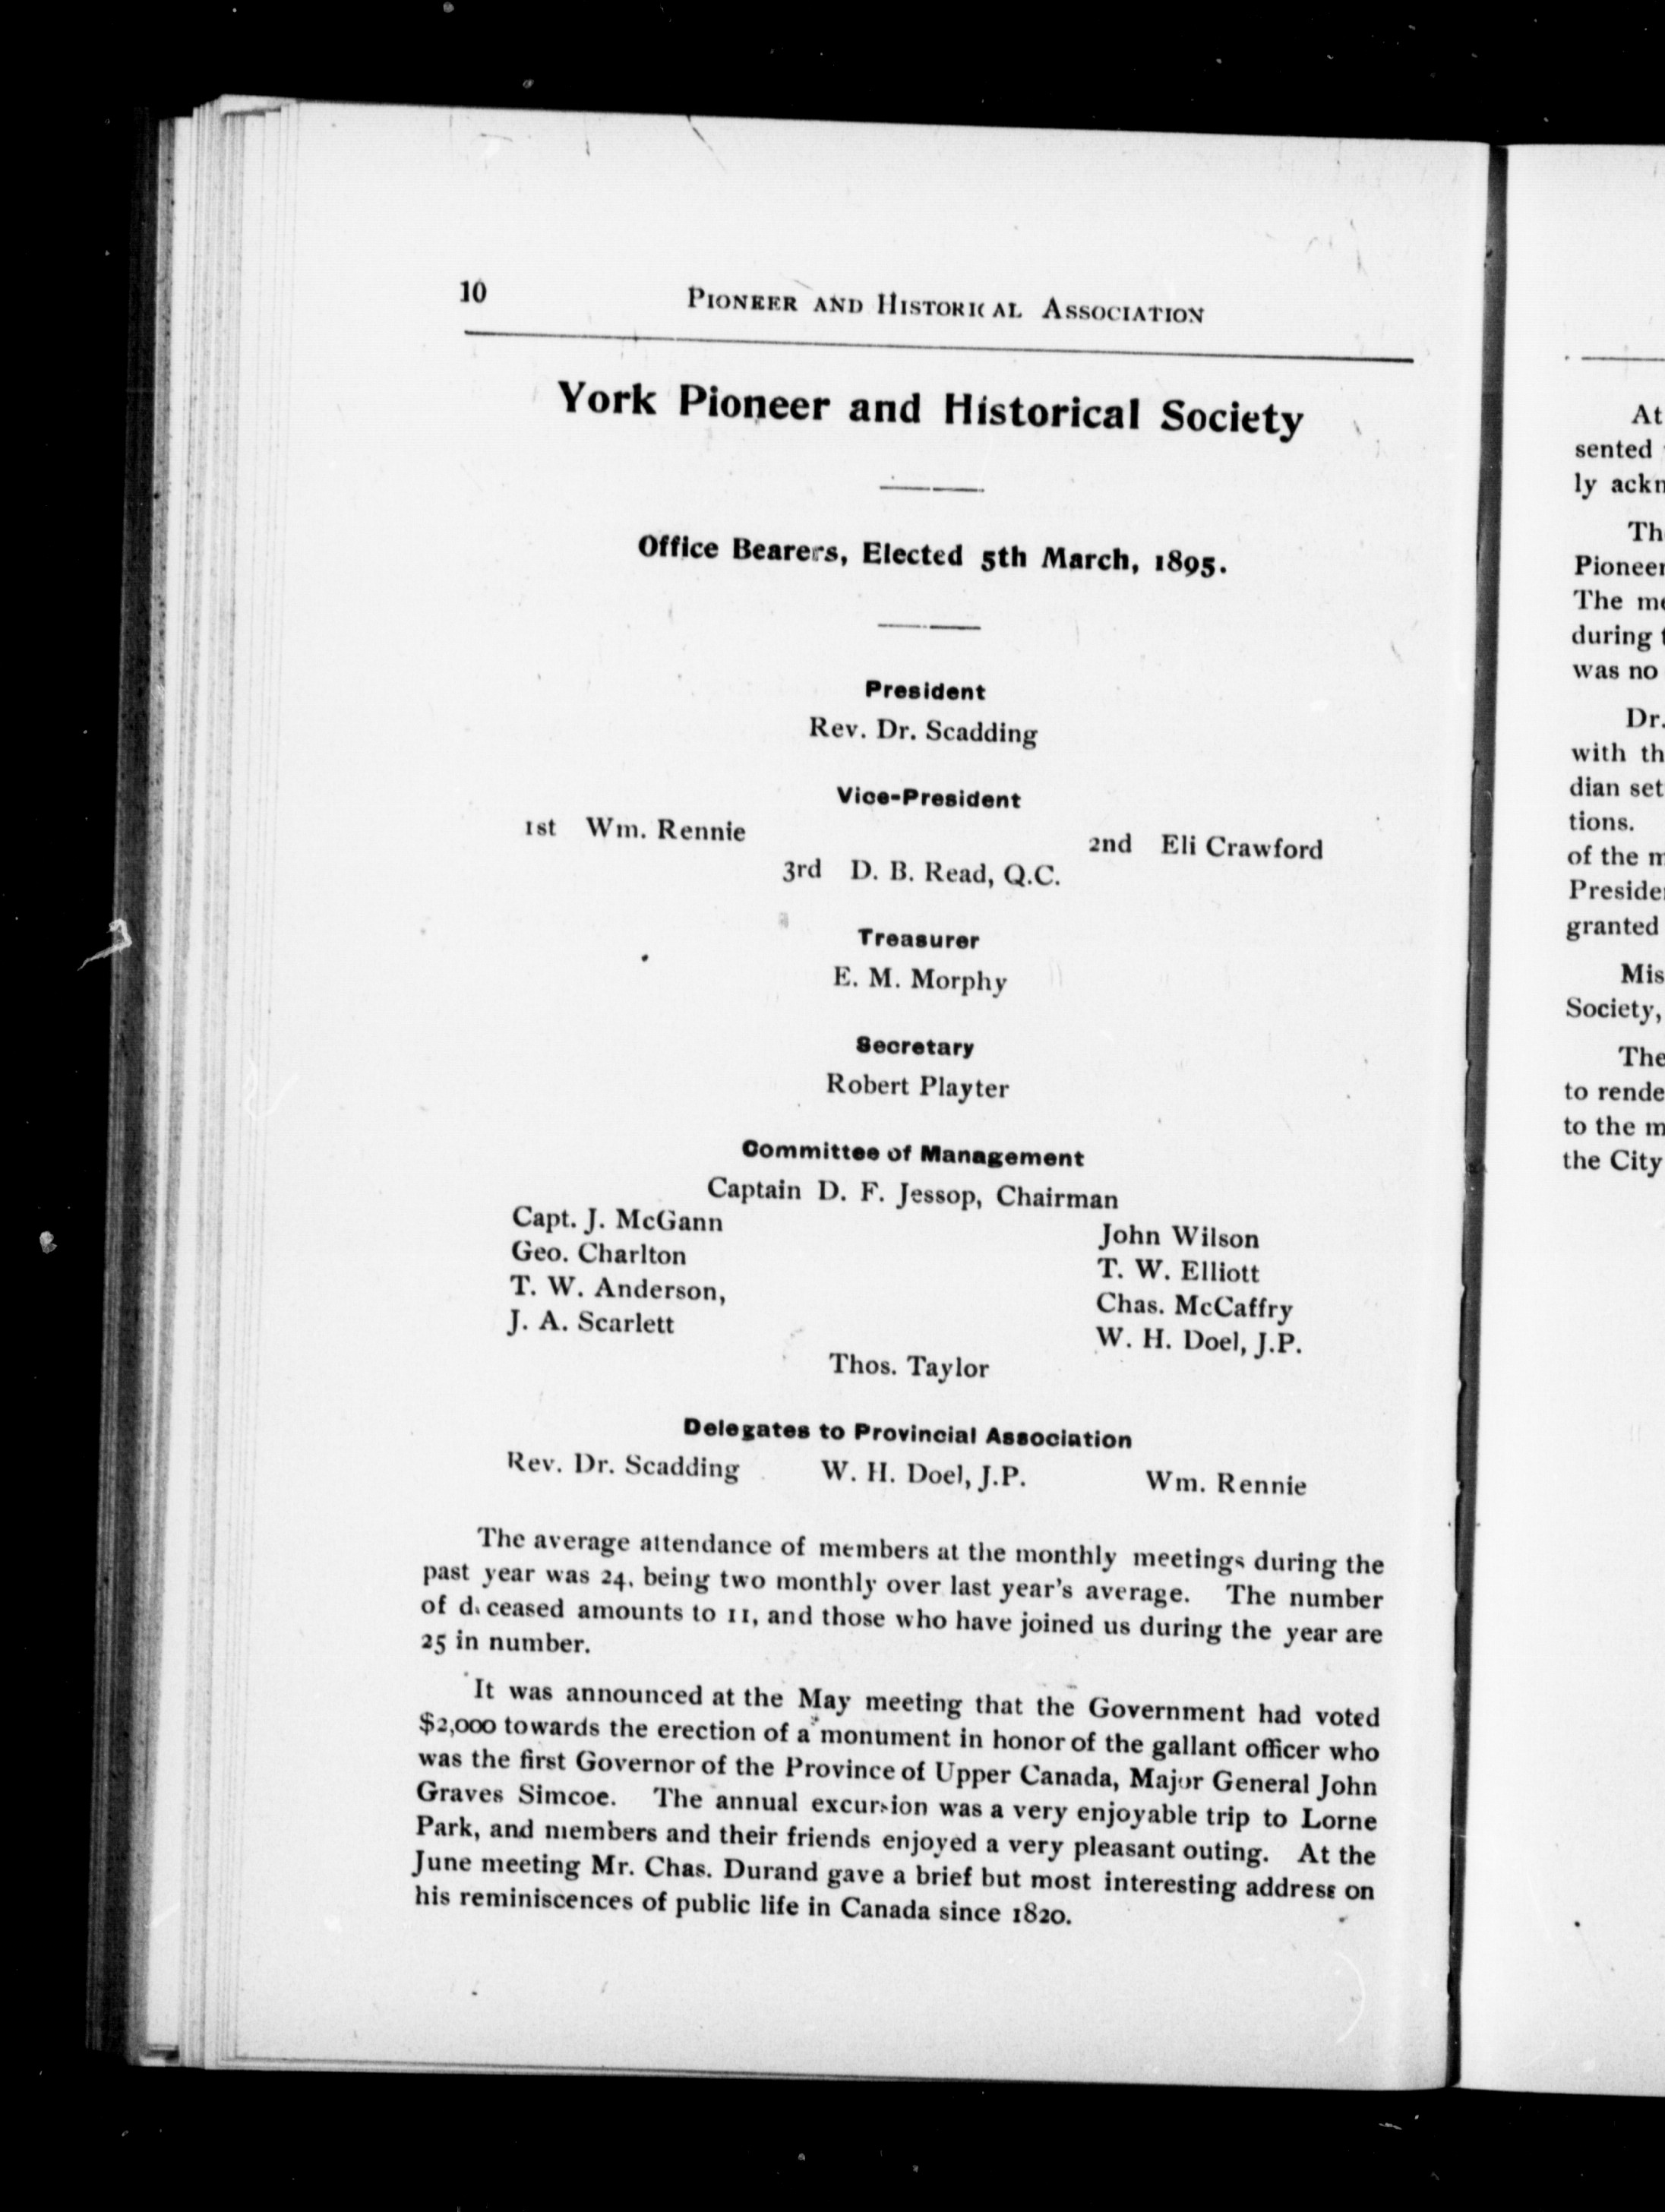 10 PIONEER AND HISTORICAL ASSOCIATION
York Pioneer and Historical Society
Office Bearers, Elected 5th March, 1895.
President
Rev. Dr. Scadding
Vice-President
1st Wm. Rennie 2nd Eli Crawford
3rd D. B. Read, Q.C.
Treasurer
E. M. Morphy
Secretary
Robert Playter
Committee of Management
Captain D. F. Jessop, Chairman
Capt. J. McGann John Wilson
Geo. Charlton T. W. Elliott
T. W. Anderson, Chas. McCaffry
J. A. Scarlett W. H. Doel, J.P.
Thos. Taylor
Delegates to Provincial Association
Rev. Dr. Scadding W. H. Doel, J.P. Wm. Rennie
The average attendance of members at the monthly meetings during the
past year was 24, being two monthly over last year's average. The number
of deceased amounts to 11, and those who have joined us during the year are
25 in number.
It was announced at the May meeting that the Government had voted
$2,000 towards the erection of a monument in honor of the gallant officer who
was the first Governor of the Province of Upper Canada, Major General John
Graves Simcoe. The annual excursion was a very enjoyable trip to Lorne
Park, and members and their friends enjoyed a very pleasant outing. At the
June meeting Mr. Chas. Durand gave a brief but most interesting address on
his reminiscences of public life in Canada since 1820.
At
sented
ly
Pioneer
The
during
was no
Dr.
with
dian set
tions.
of the
granted
Society,
The
to
to the
the City